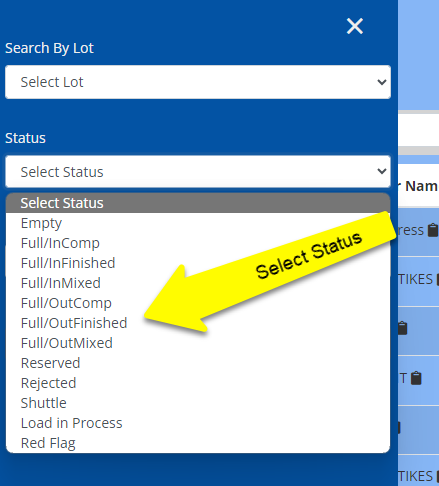 Search By Lot
Select Lot
Status
Select Status
Select Status
Empty
Full/InComp
Full/InFinished
Full/InMixed
Full/OutComp
Full/OutFinished
Full/OutMixed
Reserved
Rejected
Shuttle
Load in Process
Red Flag
Select Status
r Nam
ress
TIKES
T
TIKES